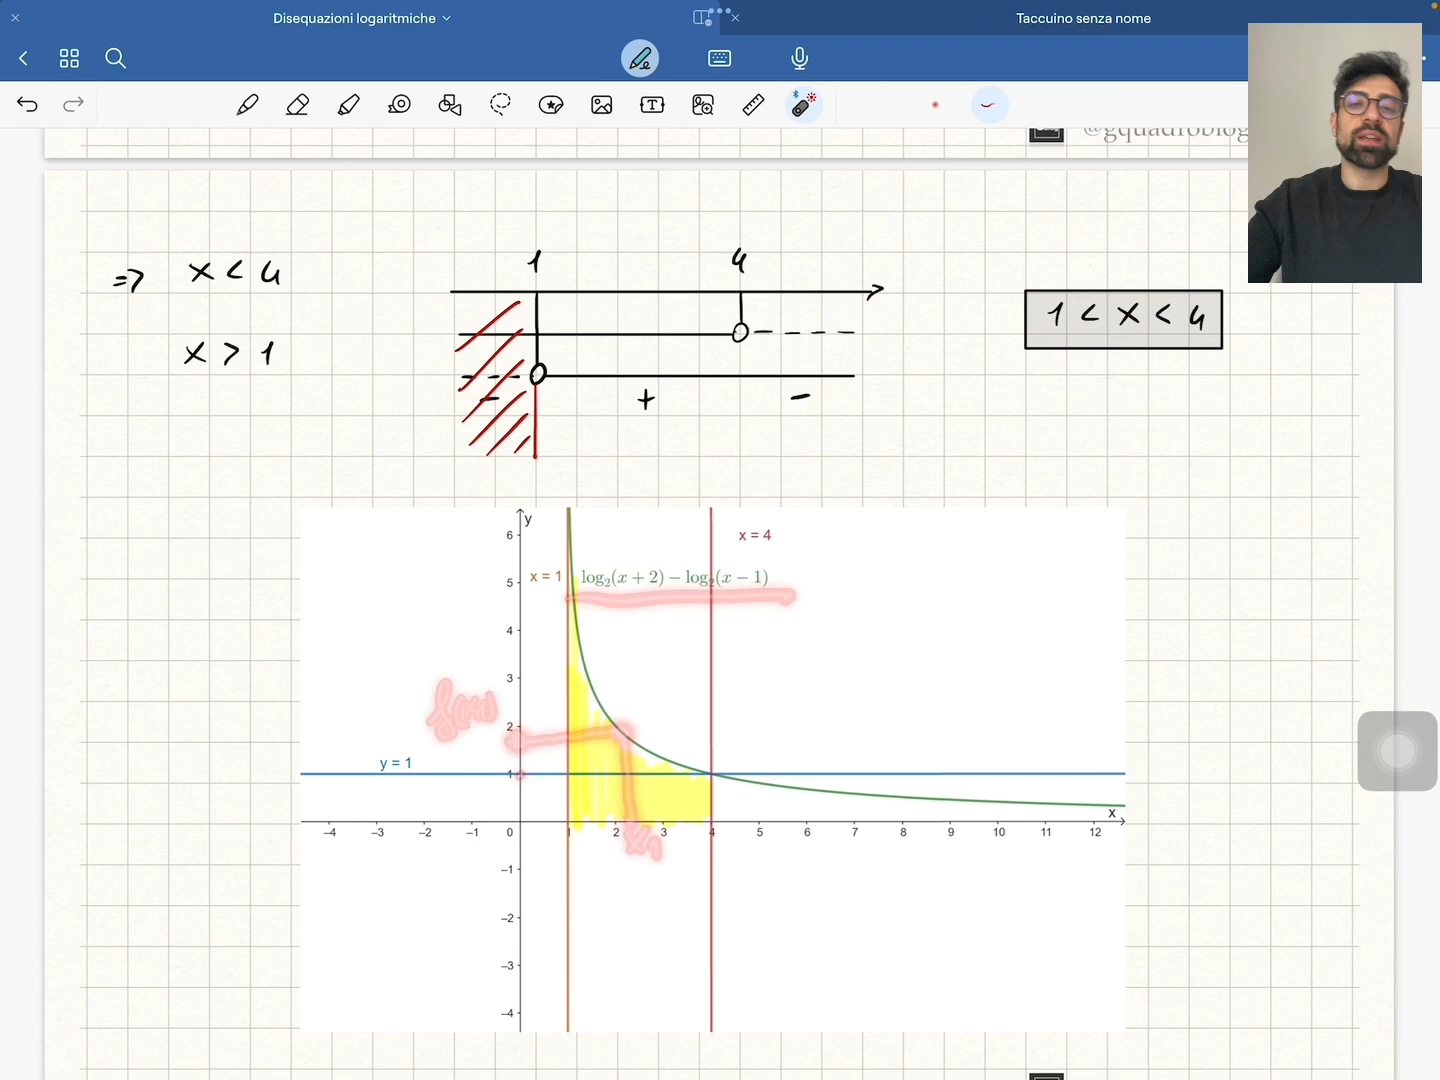 Disequazioni logaritmiche
Taccuino senza nome
@gquadroblog
=> x < 4
x > 1
1 4
+ -
-
1 < x < 4
y
6
x = 4
x = 1
log₂(x + 2) − log₂(x − 1)
5
4
3
f(x₁)
2
y = 1
1
x
−4 −3 −2 −1 0 1 2 3 4 5 6 7 8 9 10 11 12
x₁
−1
−2
−3
−4